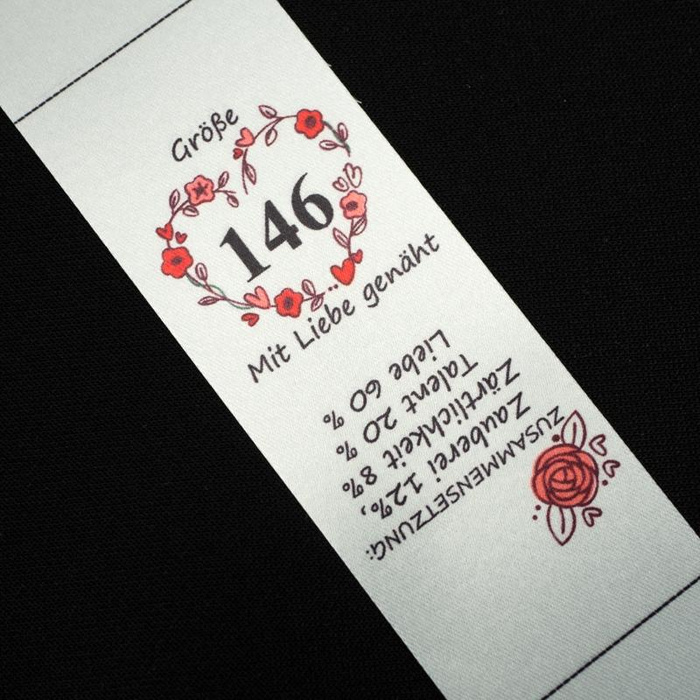 Größe
146
Mit Liebe genäht
ZUSAMMENSETZUNG:
Zauberei 12%,
Zärtlichkeit 8%
Talent 20 %
Liebe 60 %